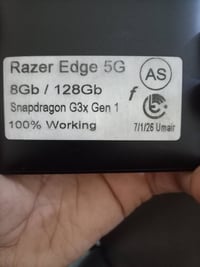 Razer Edge 5G
AS
8Gb / 128Gb
f
Snapdragon G3x Gen 1
100% Working
7/1/26 Umair